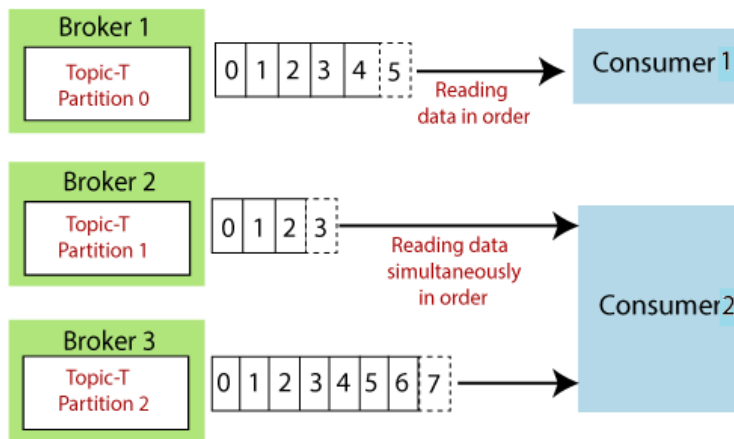 Broker 1
Topic-T
Partition 0
0 1 2 3 4 5
Reading
data in order
Consumer 1
Broker 2
Topic-T
Partition 1
0 1 2 3
Reading data
simultaneously
in order
Consumer 2
Broker 3
Topic-T
Partition 2
0 1 2 3 4 5 6 7